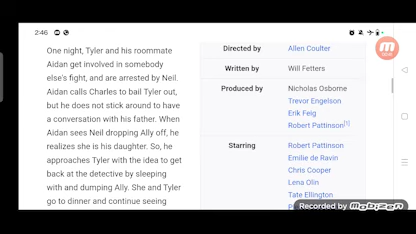 2:46
One night, Tyler and his roommate
Aidan get involved in somebody
else's fight, and are arrested by Neil.
Aidan calls Charles to bail Tyler out,
but he does not stick around to have
a conversation with his father. When
Aidan sees Neil dropping Ally off, he
realizes she is his daughter. So, he
approaches Tyler with the idea to get
back at the detective by sleeping
with and dumping Ally. She and Tyler
go to dinner and continue seeing
Directed by Allen Coulter
Written by Will Fetters
Produced by Nicholas Osborne
Trevor Engelson
Erik Feig
Robert Pattinson[1]
Starring Robert Pattinson
Emilie de Ravin
Chris Cooper
Lena Olin
Tate Ellington
Recorded by Mobizen